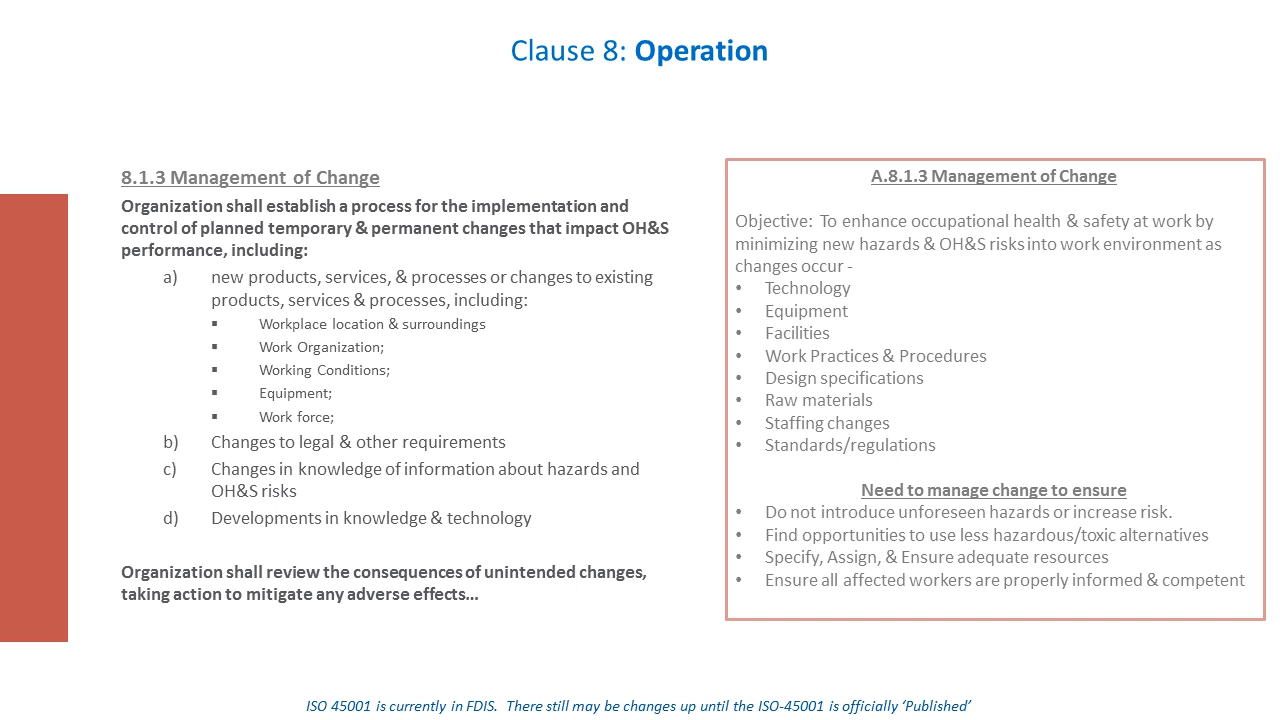 Clause 8: Operation
8.1.3 Management of Change
Organization shall establish a process for the implementation and
control of planned temporary & permanent changes that impact OH&S
performance, including:
a) new products, services, & processes or changes to existing
products, services & processes, including:
▪ Workplace location & surroundings
▪ Work Organization;
▪ Working Conditions;
▪ Equipment;
▪ Work force;
b) Changes to legal & other requirements
c) Changes in knowledge of information about hazards and
OH&S risks
d) Developments in knowledge & technology
Organization shall review the consequences of unintended changes,
taking action to mitigate any adverse effects…
A.8.1.3 Management of Change
Objective: To enhance occupational health & safety at work by
minimizing new hazards & OH&S risks into work environment as
changes occur -
• Technology
• Equipment
• Facilities
• Work Practices & Procedures
• Design specifications
• Raw materials
• Staffing changes
• Standards/regulations
Need to manage change to ensure
• Do not introduce unforeseen hazards or increase risk.
• Find opportunities to use less hazardous/toxic alternatives
• Specify, Assign, & Ensure adequate resources
• Ensure all affected workers are properly informed & competent
ISO 45001 is currently in FDIS. There still may be changes up until the ISO-45001 is officially ‘Published’